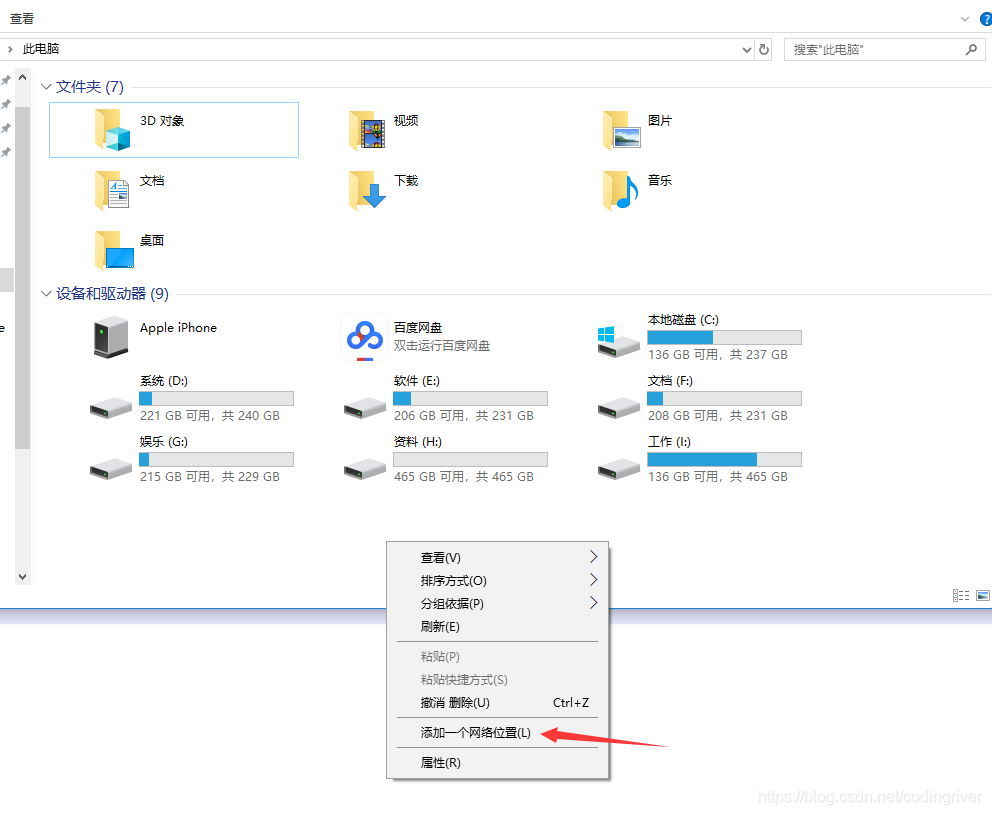 查看
此电脑
搜索"此电脑"
文件夹 (7)
3D 对象
视频
图片
文档
下载
音乐
桌面
设备和驱动器 (9)
Apple iPhone
百度网盘
双击运行百度网盘
本地磁盘 (C:)
136 GB 可用，共 237 GB
系统 (D:)
221 GB 可用，共 240 GB
软件 (E:)
206 GB 可用，共 231 GB
文档 (F:)
208 GB 可用，共 231 GB
娱乐 (G:)
215 GB 可用，共 229 GB
资料 (H:)
465 GB 可用，共 465 GB
工作 (I:)
136 GB 可用，共 465 GB
e
查看(V)
排序方式(O)
分组依据(P)
刷新(E)
粘贴(P)
粘贴快捷方式(S)
撤消 删除(U) Ctrl+Z
添加一个网络位置(L)
属性(R)
https://blog.csdn.net/codingriver